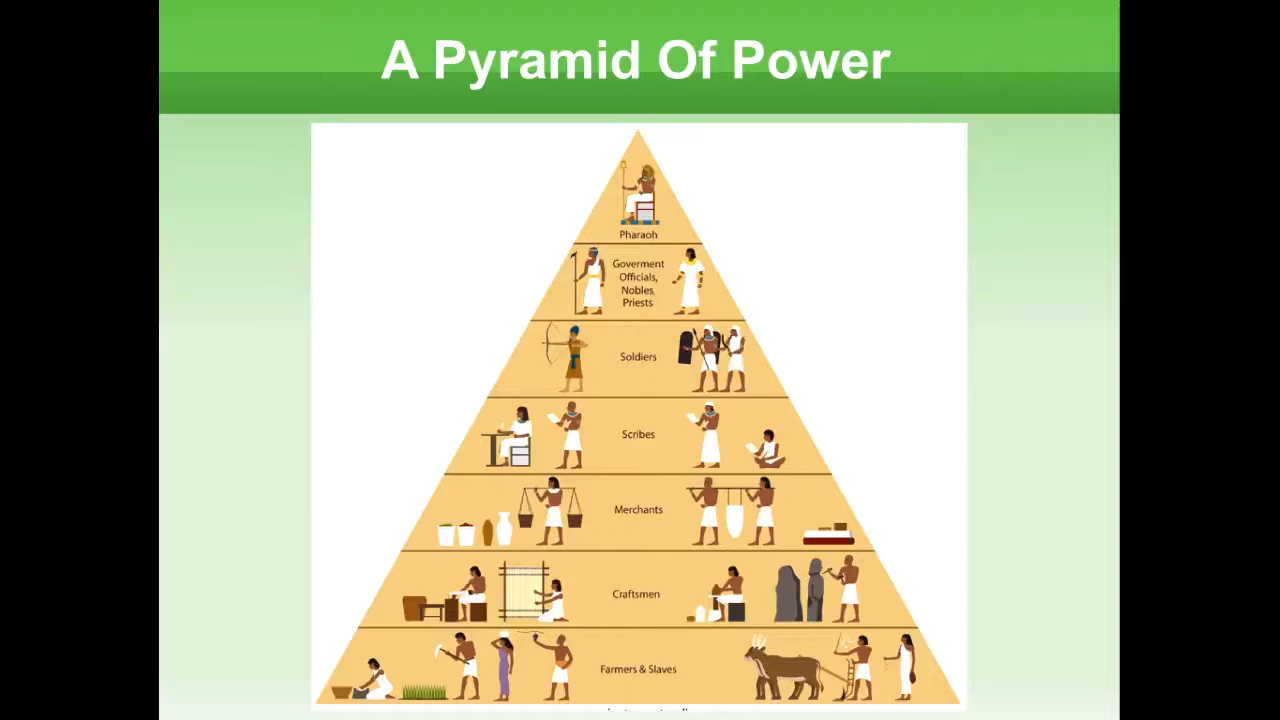 A Pyramid Of Power
Pharaoh
Goverment
Officials,
Nobles,
Priests
Soldiers
Scribes
Merchants
Craftsmen
Farmers & Slaves